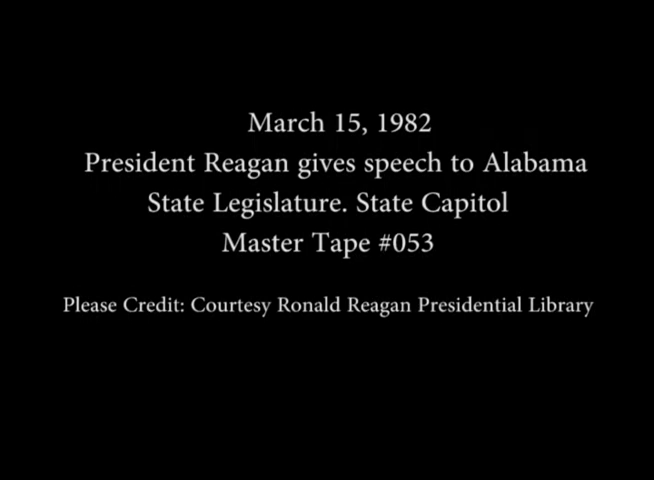 March 15, 1982
President Reagan gives speech to Alabama
State Legislature. State Capitol
Master Tape #053
Please Credit: Courtesy Ronald Reagan Presidential Library